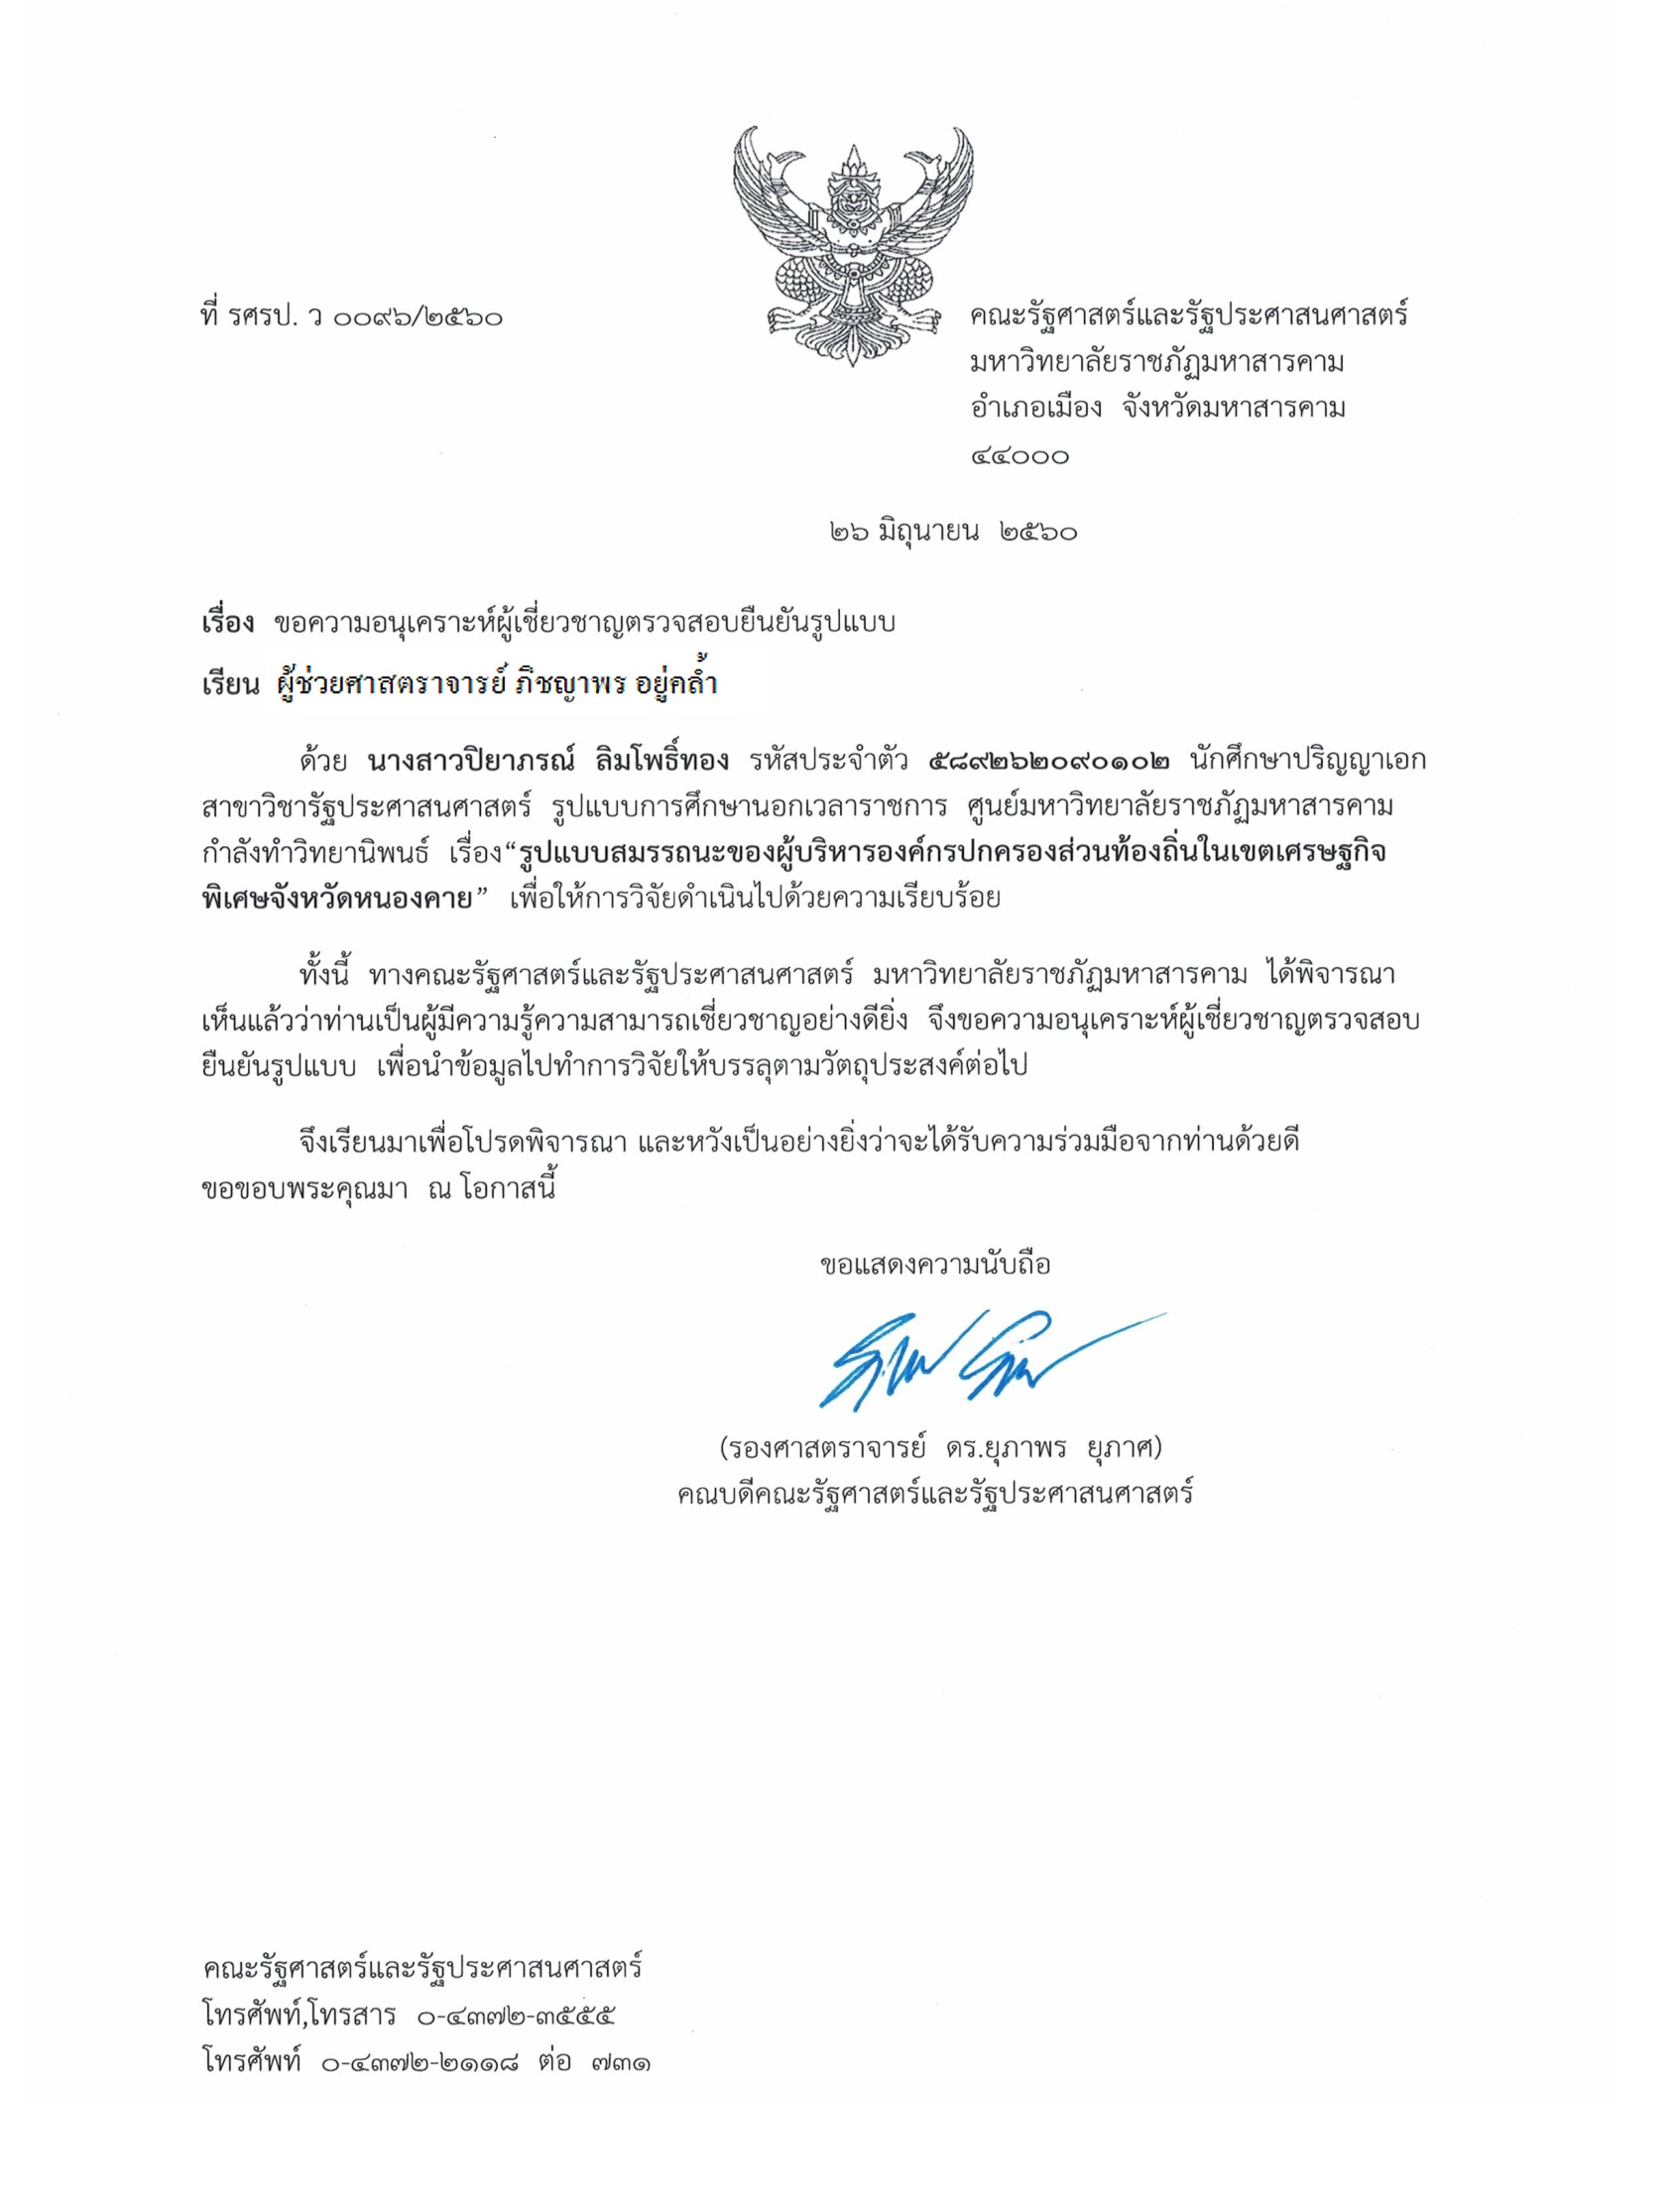 ที่ รศรป. ว ๐๐๙๖/๒๕๖๐
คณะรัฐศาสตร์และรัฐประศาสนศาสตร์
มหาวิทยาลัยราชภัฏมหาสารคาม
อำเภอเมือง จังหวัดมหาสารคาม
๔๔๐๐๐
๒๖ มิถุนายน ๒๕๖๐
เรื่อง ขอความอนุเคราะห์ผู้เชี่ยวชาญตรวจสอบยืนยันรูปแบบ
เรียน ผู้ช่วยศาสตราจารย์ ภิชญาพร อยู่คล้ำ
ด้วย นางสาวปิยาภรณ์ ลิมโพธิ์ทอง รหัสประจำตัว ๕๘๙๒๖๒๐๙๐๑๐๒ นักศึกษาปริญญาเอก
สาขาวิชารัฐประศาสนศาสตร์ รูปแบบการศึกษานอกเวลาราชการ ศูนย์มหาวิทยาลัยราชภัฏมหาสารคาม
กำลังทำวิทยานิพนธ์ เรื่อง“รูปแบบสมรรถนะของผู้บริหารองค์กรปกครองส่วนท้องถิ่นในเขตเศรษฐกิจ
พิเศษจังหวัดหนองคาย” เพื่อให้การวิจัยดำเนินไปด้วยความเรียบร้อย
ทั้งนี้ ทางคณะรัฐศาสตร์และรัฐประศาสนศาสตร์ มหาวิทยาลัยราชภัฏมหาสารคาม ได้พิจารณา
เห็นแล้วว่าท่านเป็นผู้มีความรู้ความสามารถเชี่ยวชาญอย่างดียิ่ง จึงขอความอนุเคราะห์ผู้เชี่ยวชาญตรวจสอบ
ยืนยันรูปแบบ เพื่อนำข้อมูลไปทำการวิจัยให้บรรลุตามวัตถุประสงค์ต่อไป
จึงเรียนมาเพื่อโปรดพิจารณา และหวังเป็นอย่างยิ่งว่าจะได้รับความร่วมมือจากท่านด้วยดี
ขอขอบพระคุณมา ณ โอกาสนี้
ขอแสดงความนับถือ
(รองศาสตราจารย์ ดร.ยุภาพร ยุภาศ)
คณบดีคณะรัฐศาสตร์และรัฐประศาสนศาสตร์
คณะรัฐศาสตร์และรัฐประศาสนศาสตร์
โทรศัพท์,โทรสาร ๐-๔๓๗๒-๓๕๕๕
โทรศัพท์ ๐-๔๓๗๒-๒๑๑๘ ต่อ ๗๓๑